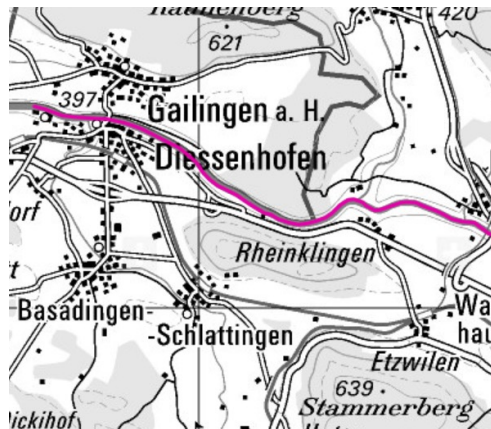 420
621
397
Gailingen a. H.
Diessenhofen
Rheinklingen
Basadingen-
-Schlattingen
Etzwilen
639
Stammerberg